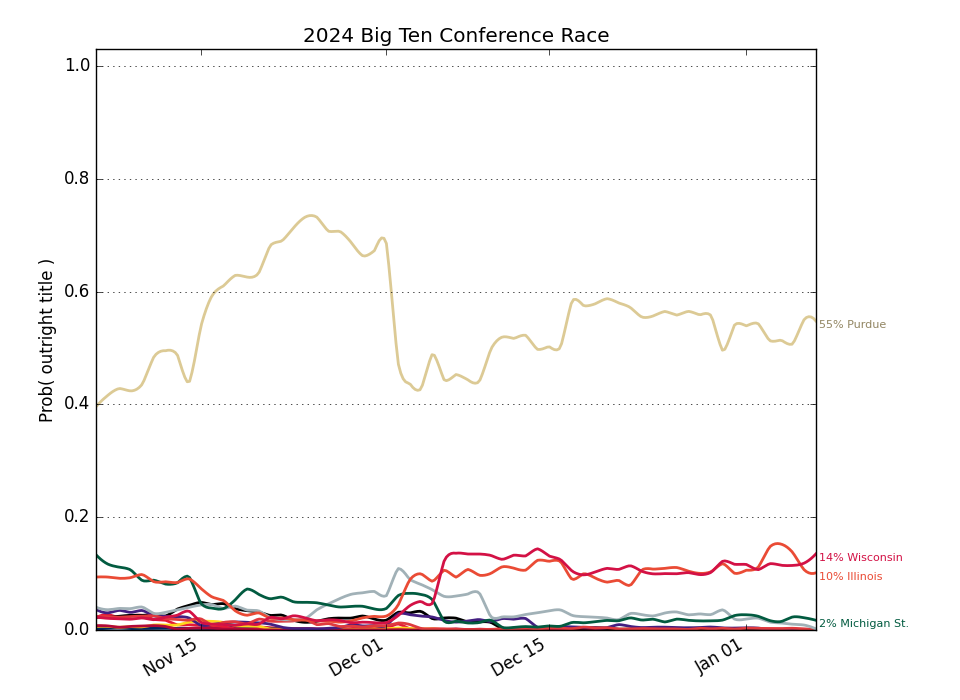 2024 Big Ten Conference Race
Prob( outright title )
1.0
0.8
0.6
0.4
0.2
0.0
55% Purdue
14% Wisconsin
10% Illinois
2% Michigan St.
Nov 15
Dec 01
Dec 15
Jan 01